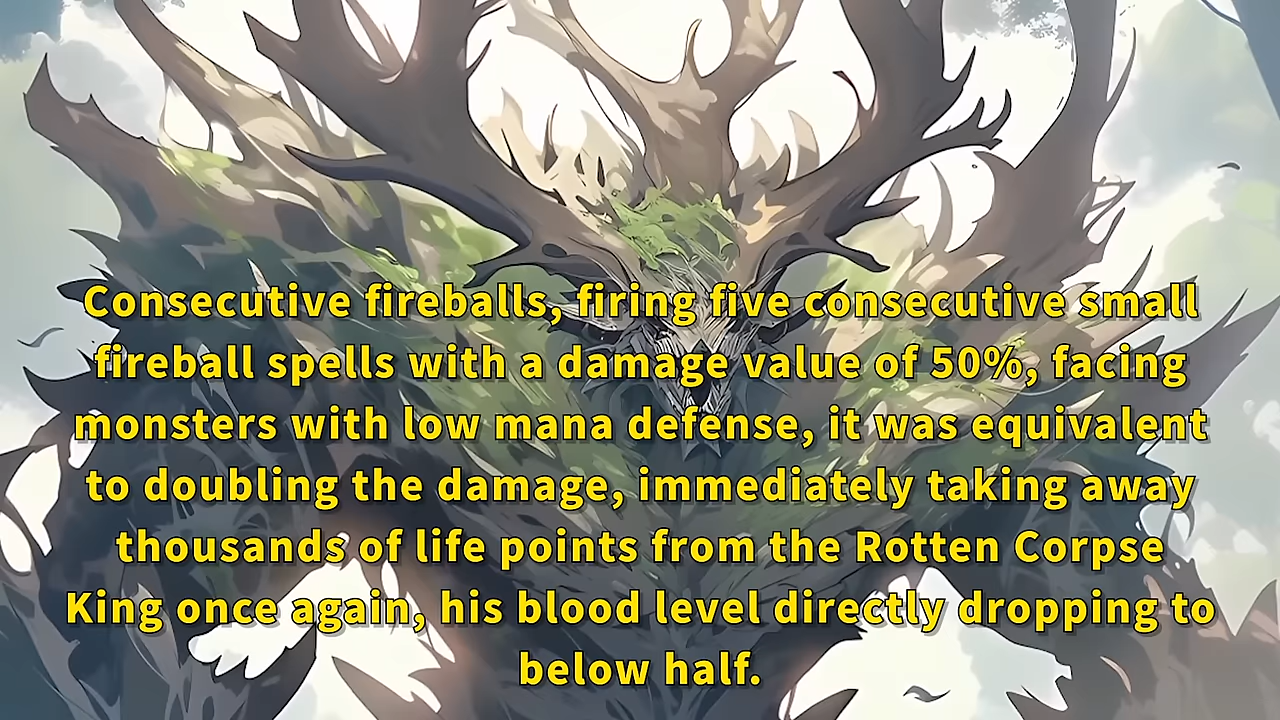 Consecutive fireballs, firing five consecutive small
fireball spells with a damage value of 50%, facing
monsters with low mana defense, it was equivalent
to doubling the damage, immediately taking away
thousands of life points from the Rotten Corpse
King once again, his blood level directly dropping to
below half.